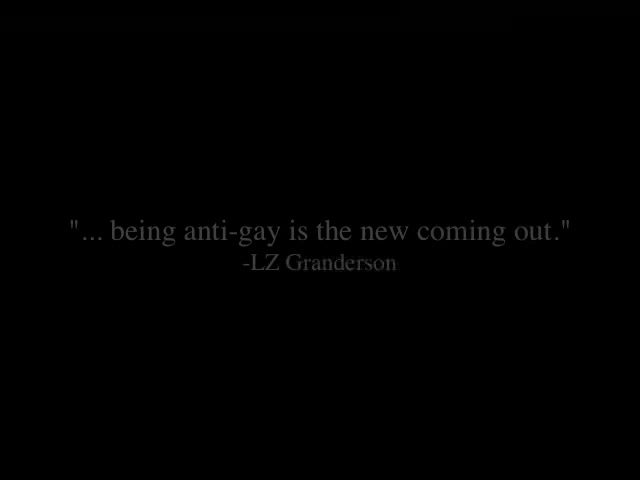 "... being anti-gay is the new coming out."
-LZ Granderson